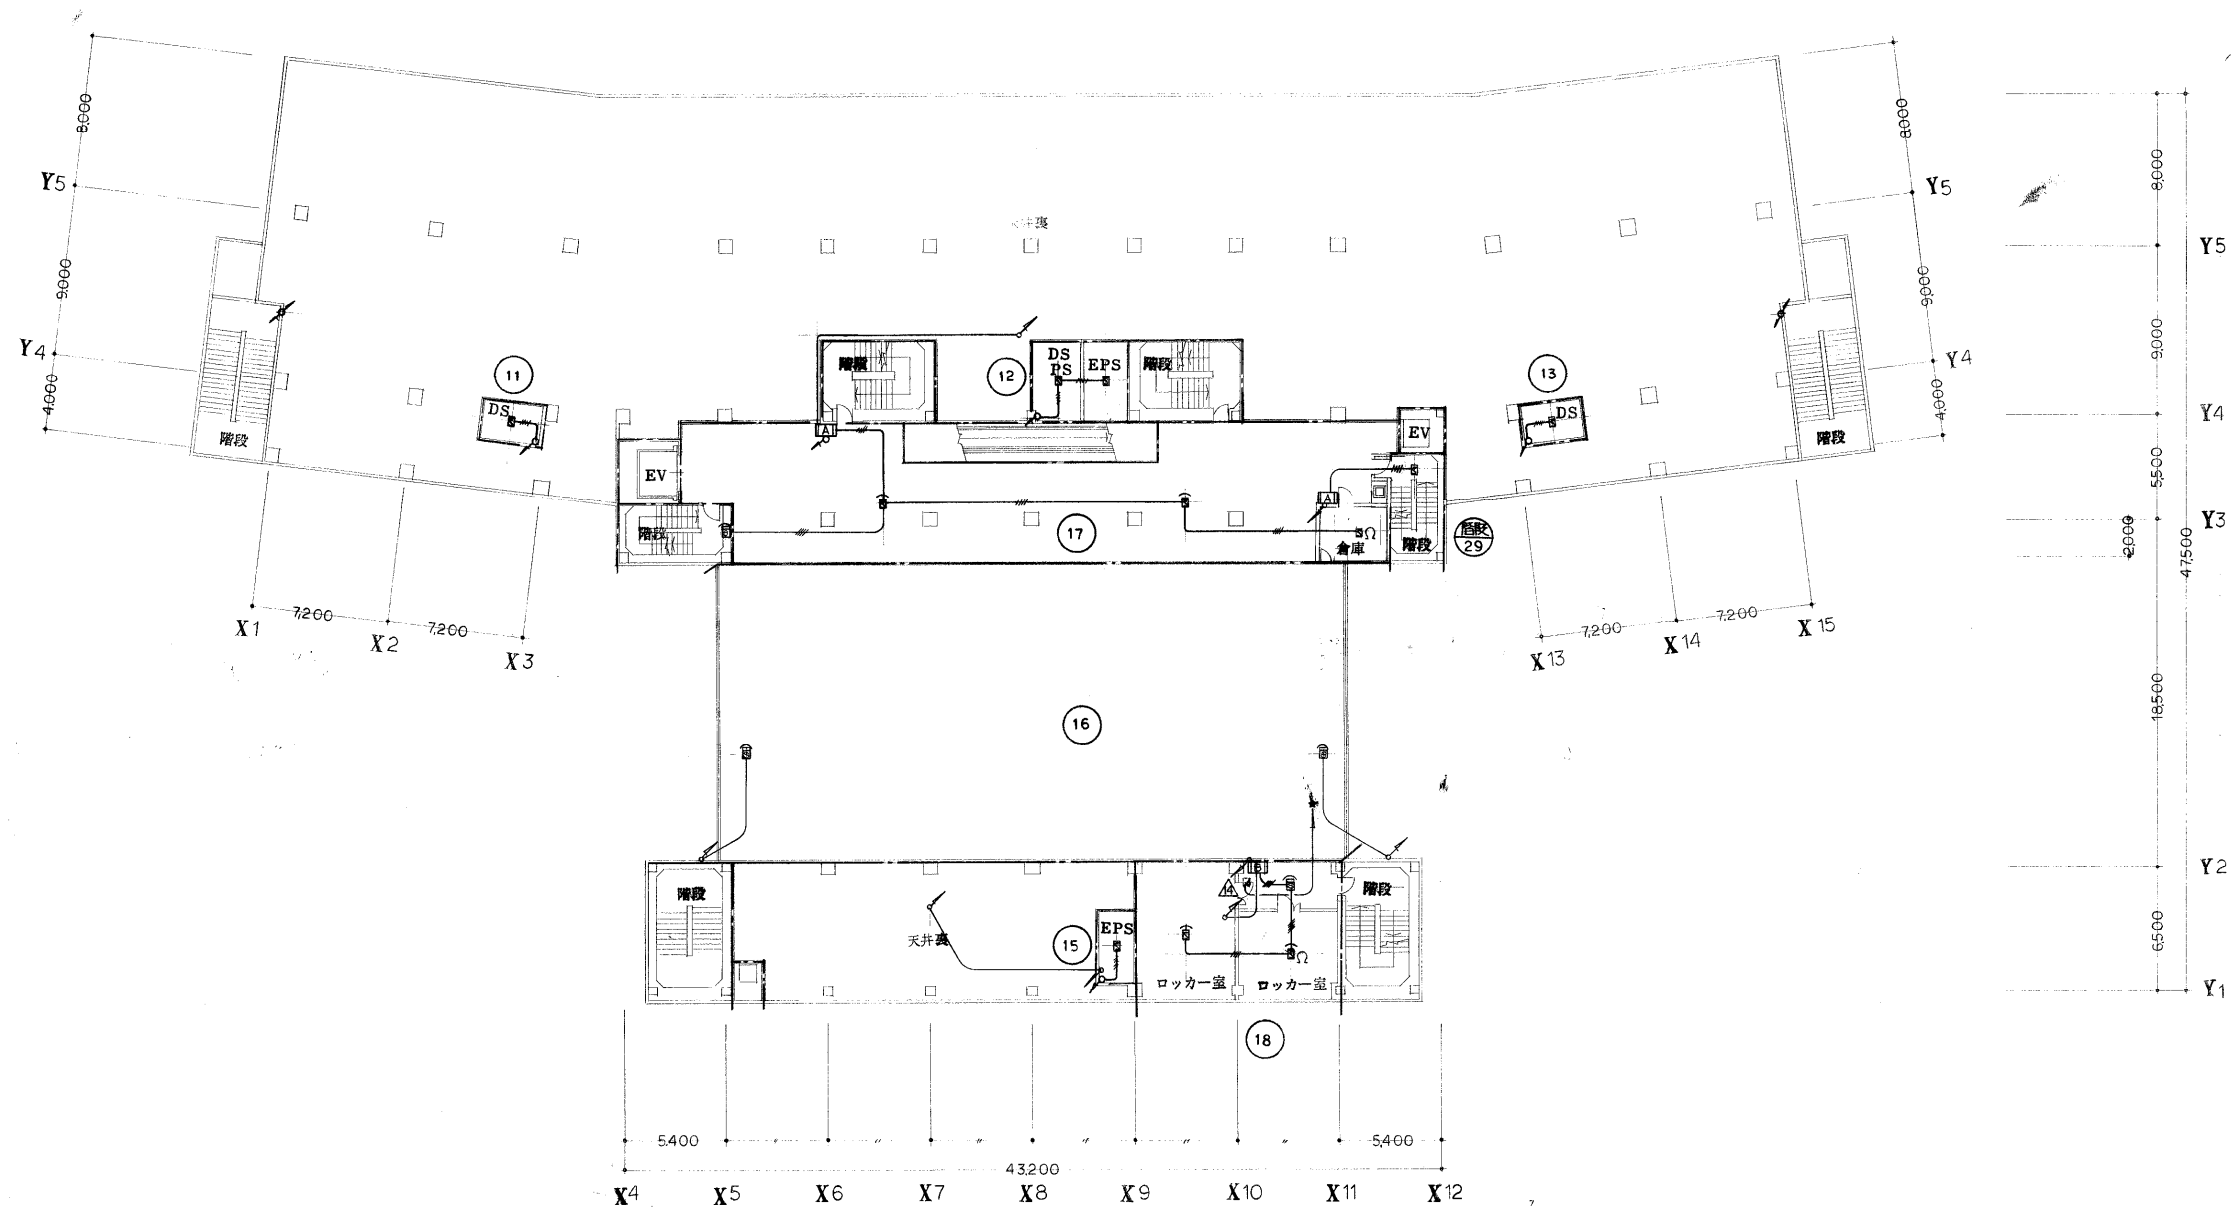 8,000
8,000
8,000
Y5
Y5
Y5
天井裏
9,000
9,000
9,000
Y4
Y4
Y4
4,000
4,000
階段
DS
PS
EPS
階段
11
12
13
DS
DS
階段
階段
A
EV
EV
5,500
A
階段
17
倉庫
階段
階段
29
Y3
2,000
47,500
7,200
7,200
7,200
7,200
X1
X2
X3
X13
X14
X15
16
18,500
Y2
階段
4
階段
天井裏
15
EPS
6,500
ロッカー室
ロッカー室
Y1
18
5,400
〃
〃
〃
〃
〃
〃
5,400
43,200
X4
X5
X6
X7
X8
X9
X10
X11
X12